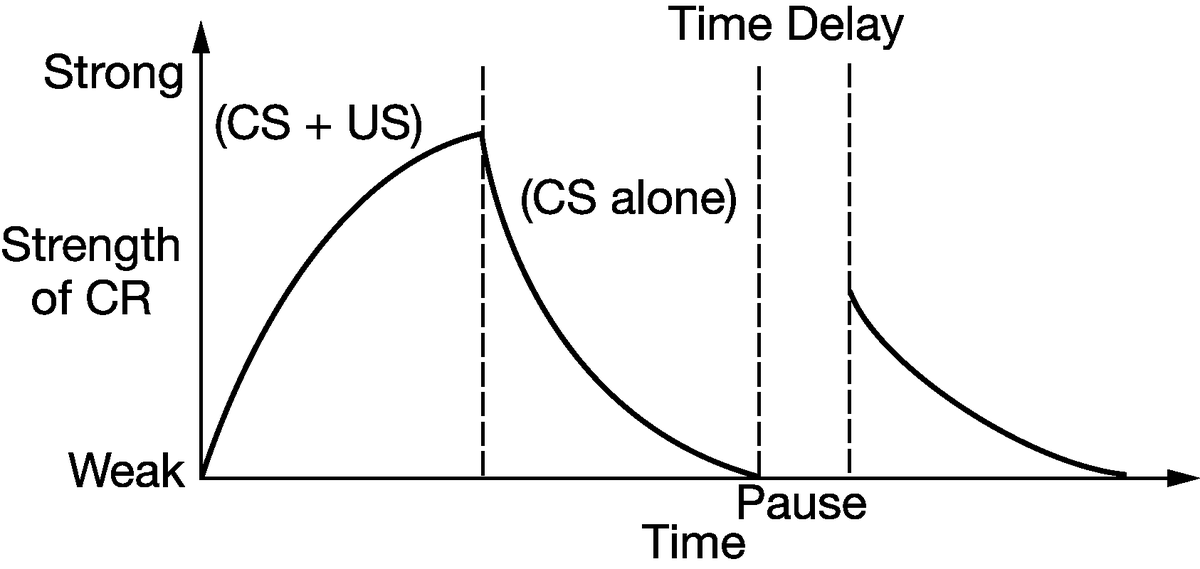 Time Delay
Strong
(CS + US)
(CS alone)
Strength
of CR
Weak
Pause
Time